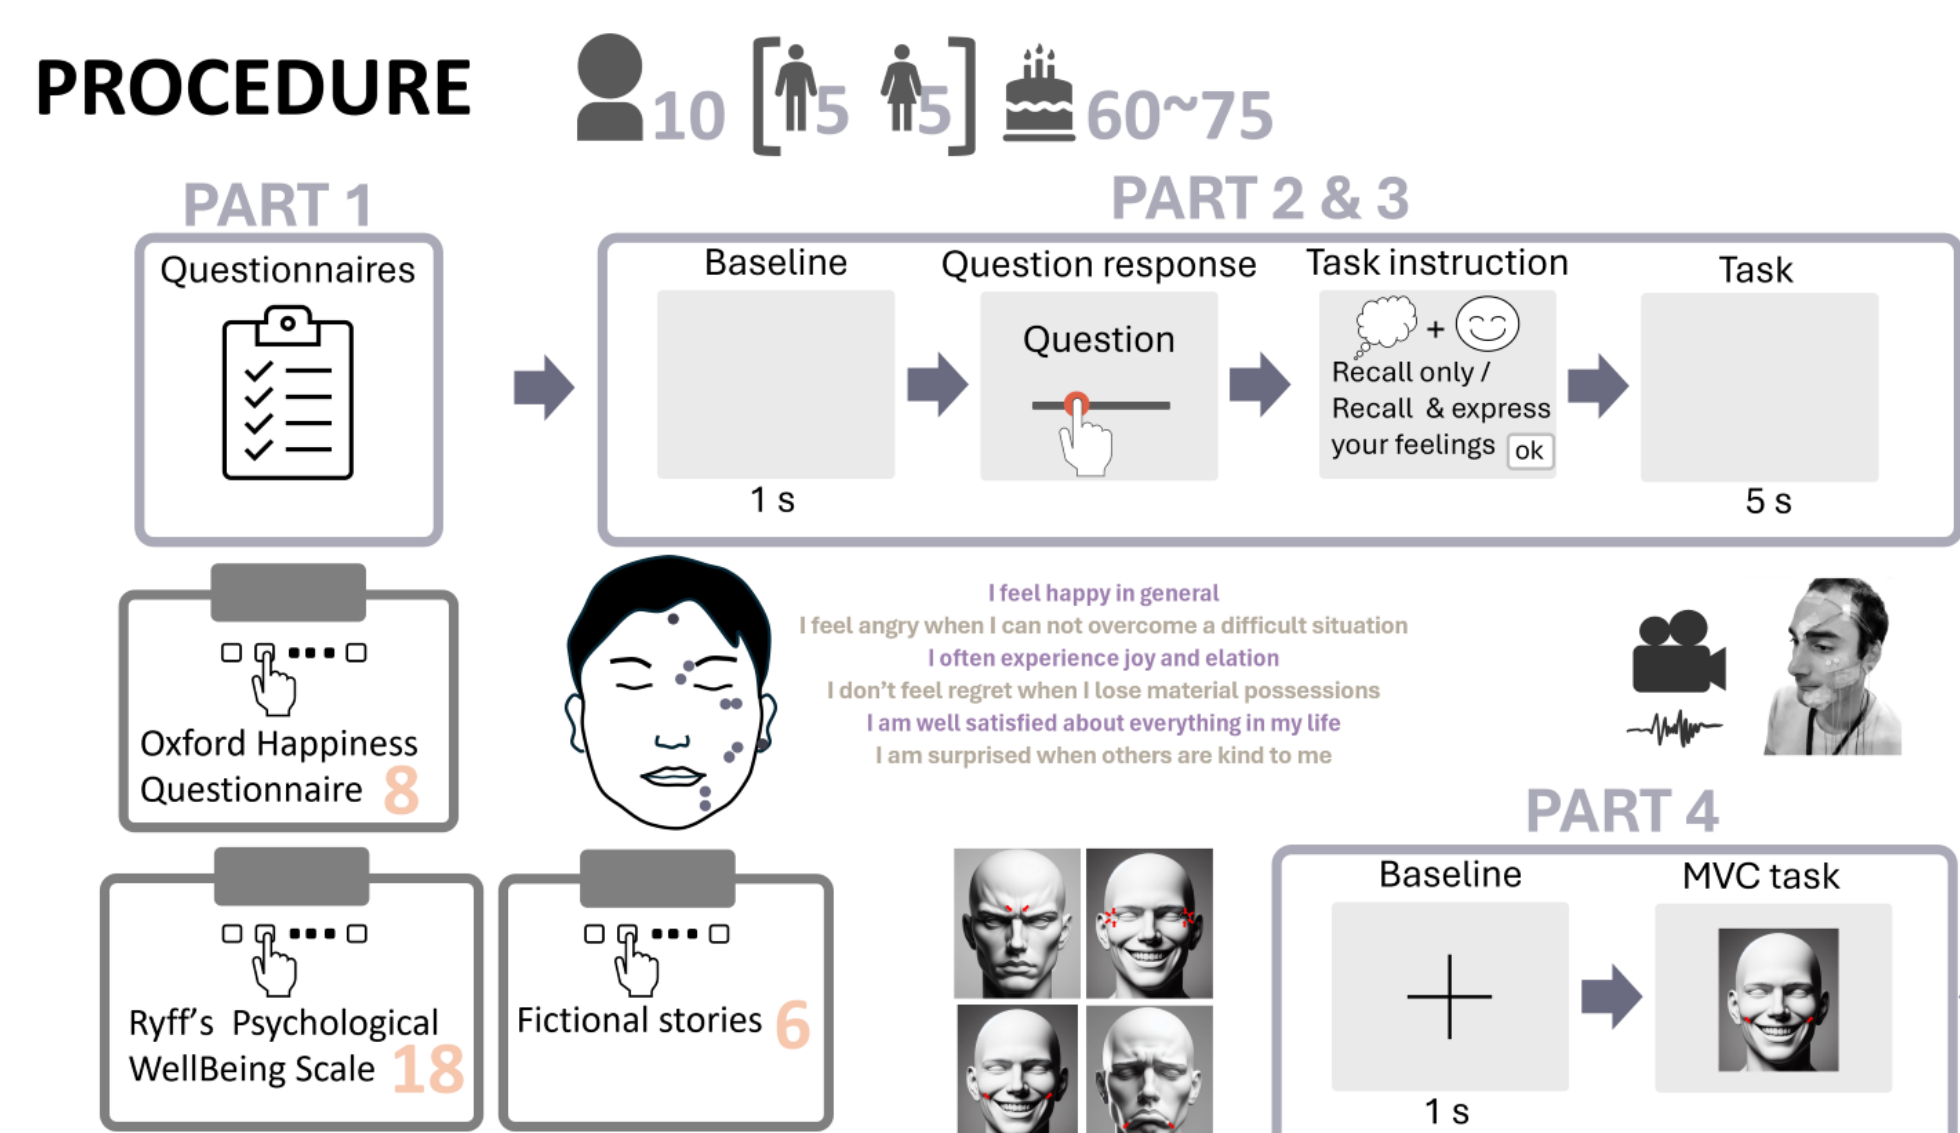 PROCEDURE
10
5
5
60~75
PART 1
Questionnaires
PART 2 & 3
Baseline
1 s
Question response
Question
Task instruction
+
Recall only /
Recall & express
your feelings
ok
Task
5 s
Oxford Happiness
Questionnaire 8
Ryff's Psychological
WellBeing Scale 18
Fictional stories 6
I feel happy in general
I feel angry when I can not overcome a difficult situation
I often experience joy and elation
I don't feel regret when I lose material possessions
I am well satisfied about everything in my life
I am surprised when others are kind to me
PART 4
Baseline
1 s
MVC task